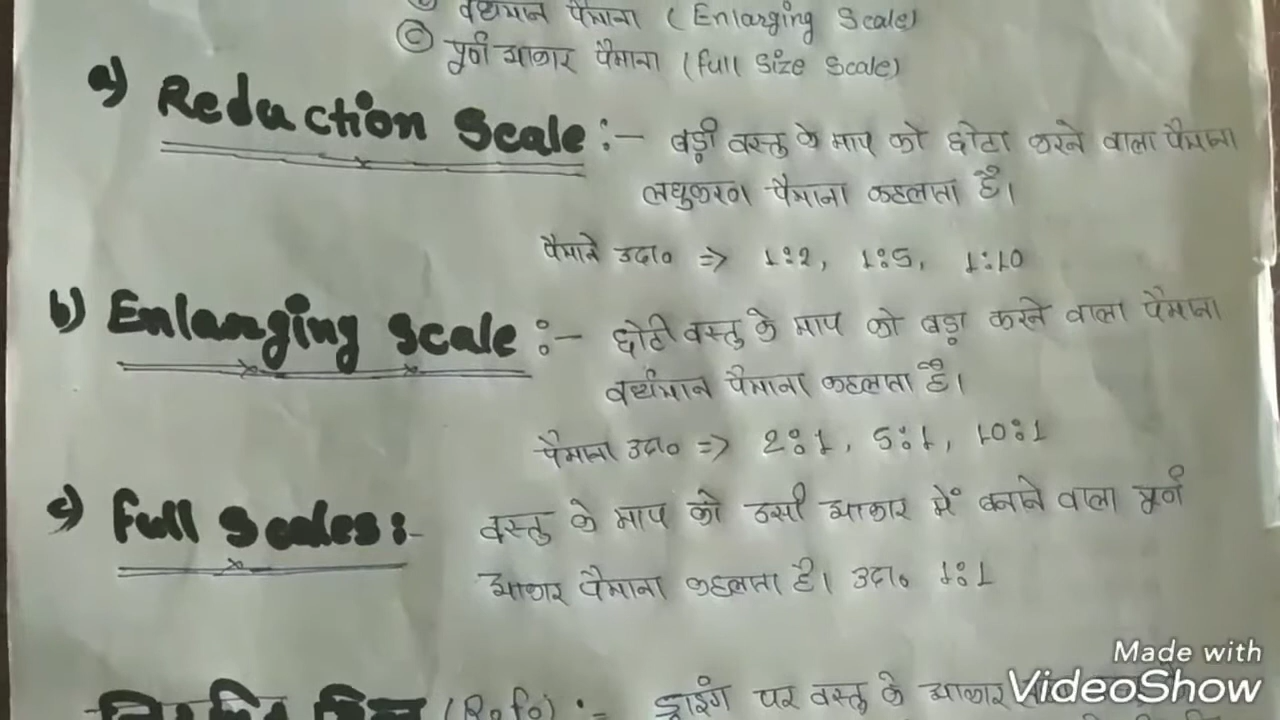 वर्धमान पैमाना (Enlarging Scale)
(C) पूर्ण आकार पैमाना (Full Size Scale)
a) Reduction Scale :- बड़ी वस्तु के माप को छोटा करने वाला पैमाना
लघुकरण पैमाना कहलाता है।
पैमाने उदा० => 1:2, 1:5, 1:10
b) Enlarging Scale :- छोटी वस्तु के माप को बड़ा करने वाला पैमाना
वर्धमान पैमाना कहलाता है।
पैमाना उदा० => 2:1, 5:1, 10:1
c) Full Scales :- वस्तु के माप को उसी आकार में बनाने वाला पूर्ण
आकार पैमाना कहलाता है। उदा० 1:1
(R.F.) :- ड्राइंग पर वस्तु के आकार
Made with
VideoShow